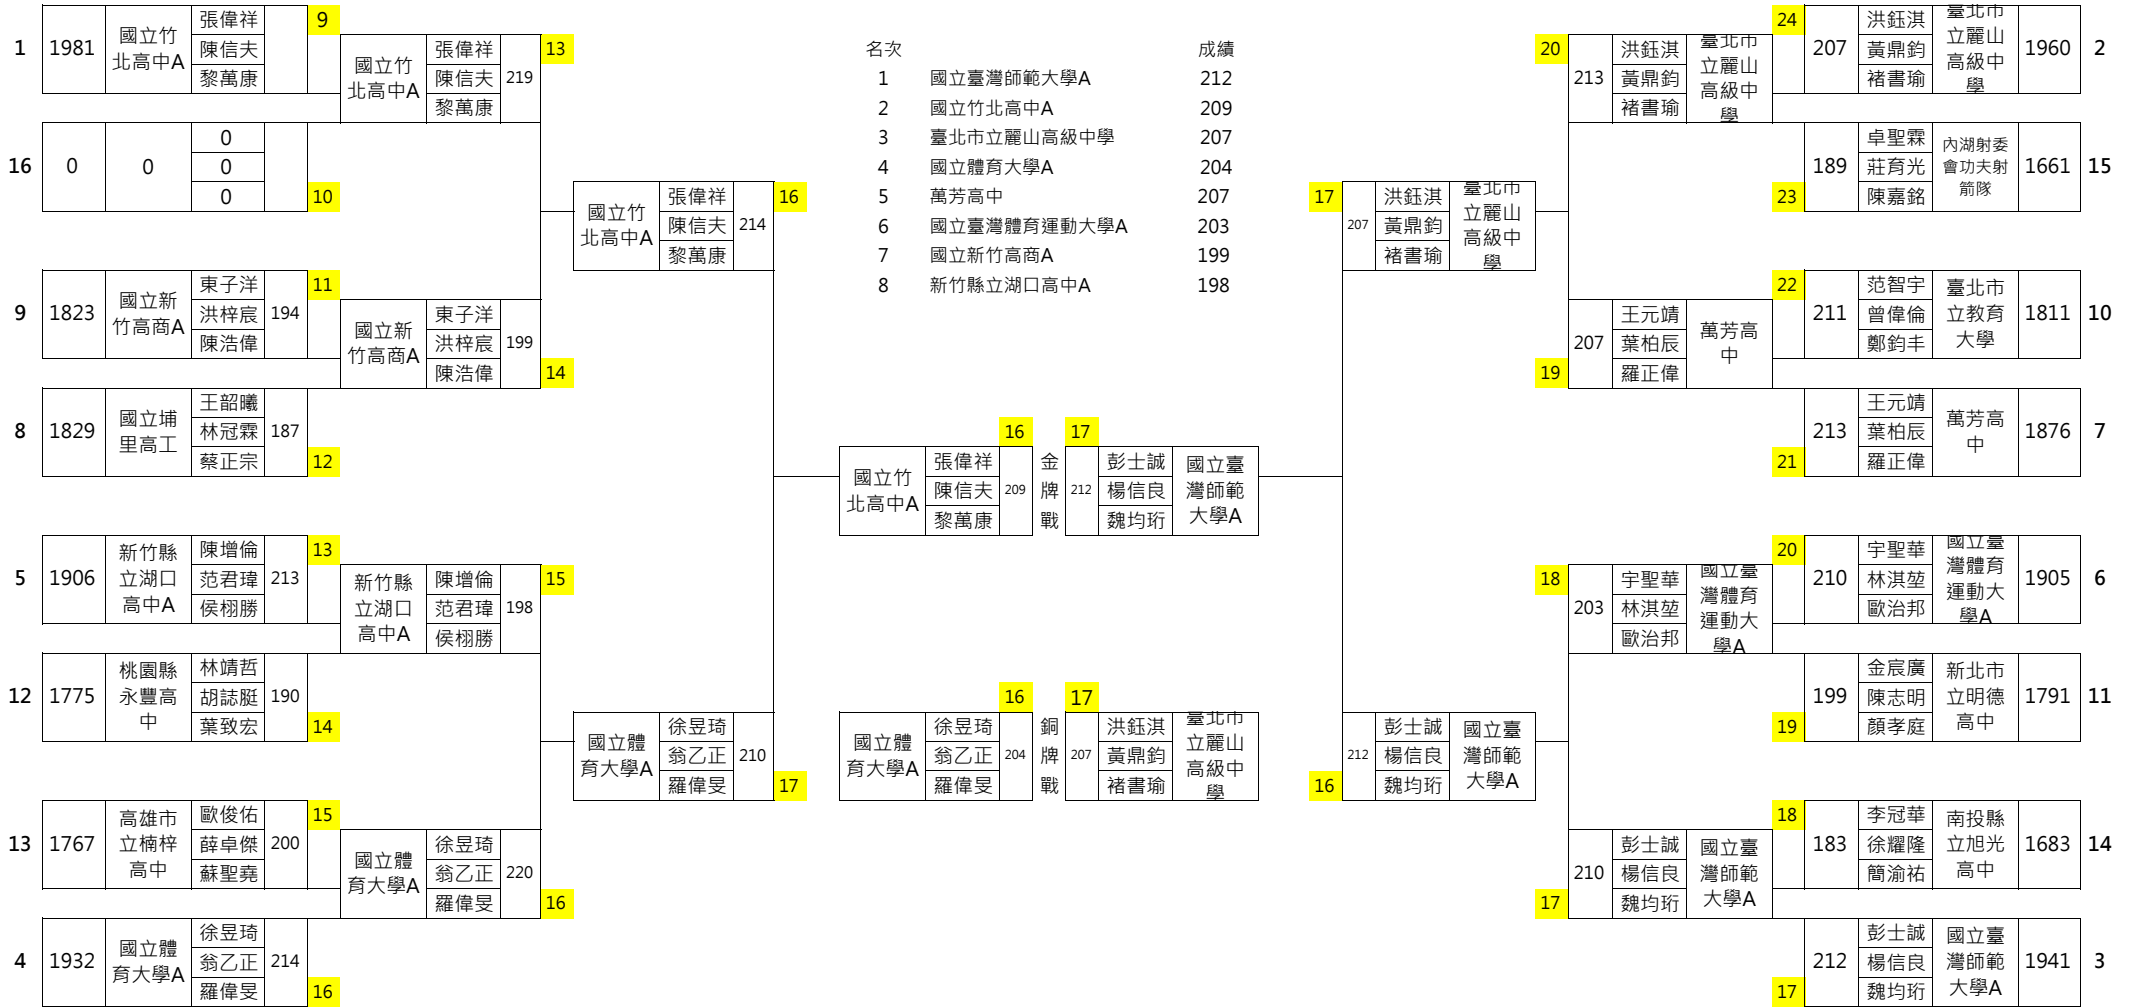 名次 成績
1 國立臺灣師範大學A 212
2 國立竹北高中A 209
3 臺北市立麗山高級中學 207
4 國立體育大學A 204
5 萬芳高中 207
6 國立臺灣體育運動大學A 203
7 國立新竹高商A 199
8 新竹縣立湖口高中A 198
1
1981
國立竹
北高中A
張偉祥
陳信夫
黎萬康
9
16
0
0
0
0
0
10
9
1823
國立新
竹高商A
東子洋
洪梓宸
陳浩偉
194
11
8
1829
國立埔
里高工
王韶曦
林冠霖
蔡正宗
187
12
5
1906
新竹縣
立湖口
高中A
陳增倫
范君瑋
侯栩勝
213
13
12
1775
桃園縣
永豐高
中
林靖哲
胡誌脡
葉致宏
190
14
13
1767
高雄市
立楠梓
高中
歐俊佑
薛卓傑
蘇聖堯
200
15
4
1932
國立體
育大學A
徐昱琦
翁乙正
羅偉旻
214
16
國立竹
北高中A
張偉祥
陳信夫
黎萬康
219
13
國立新
竹高商A
東子洋
洪梓宸
陳浩偉
199
14
新竹縣
立湖口
高中A
陳增倫
范君瑋
侯栩勝
198
15
國立體
育大學A
徐昱琦
翁乙正
羅偉旻
220
16
國立竹
北高中A
張偉祥
陳信夫
黎萬康
214
16
國立體
育大學A
徐昱琦
翁乙正
羅偉旻
210
17
16
國立竹
北高中A
張偉祥
陳信夫
黎萬康
209
金
牌
戰
17
212
彭士誠
楊信良
魏均珩
國立臺
灣師範
大學A
16
國立體
育大學A
徐昱琦
翁乙正
羅偉旻
204
銅
牌
戰
17
207
洪鈺淇
黃鼎鈞
褚書瑜
臺北市
立麗山
高級中
學
17
207
洪鈺淇
黃鼎鈞
褚書瑜
臺北市
立麗山
高級中
學
16
212
彭士誠
楊信良
魏均珩
國立臺
灣師範
大學A
20
213
洪鈺淇
黃鼎鈞
褚書瑜
臺北市
立麗山
高級中
學
19
207
王元靖
葉柏辰
羅正偉
萬芳高
中
18
203
宇聖華
林淇堃
歐治邦
國立臺
灣體育
運動大
學A
17
210
彭士誠
楊信良
魏均珩
國立臺
灣師範
大學A
24
207
洪鈺淇
黃鼎鈞
褚書瑜
臺北市
立麗山
高級中
學
1960
2
23
189
卓聖霖
莊育光
陳嘉銘
內湖射委
會功夫射
箭隊
1661
15
22
211
范智宇
曾偉倫
鄭鈞丰
臺北市
立教育
大學
1811
10
21
213
王元靖
葉柏辰
羅正偉
萬芳高
中
1876
7
20
210
宇聖華
林淇堃
歐治邦
國立臺
灣體育
運動大
學A
1905
6
19
199
金宸廣
陳志明
顏孝庭
新北市
立明德
高中
1791
11
18
183
李冠華
徐耀隆
簡渝祐
南投縣
立旭光
高中
1683
14
17
212
彭士誠
楊信良
魏均珩
國立臺
灣師範
大學A
1941
3